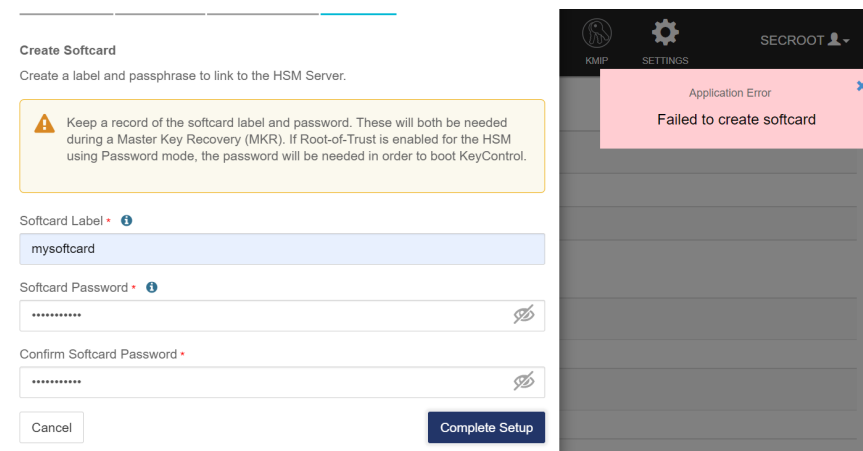 KMIP
SETTINGS
SECROOT
Create Softcard
Create a label and passphrase to link to the HSM Server.
Keep a record of the softcard label and password. These will both be needed
during a Master Key Recovery (MKR). If Root-of-Trust is enabled for the HSM
using Password mode, the password will be needed in order to boot KeyControl.
Softcard Label *
mysoftcard
Softcard Password *
•••••••••••
Confirm Softcard Password *
•••••••••••
Cancel
Complete Setup
Application Error
Failed to create softcard